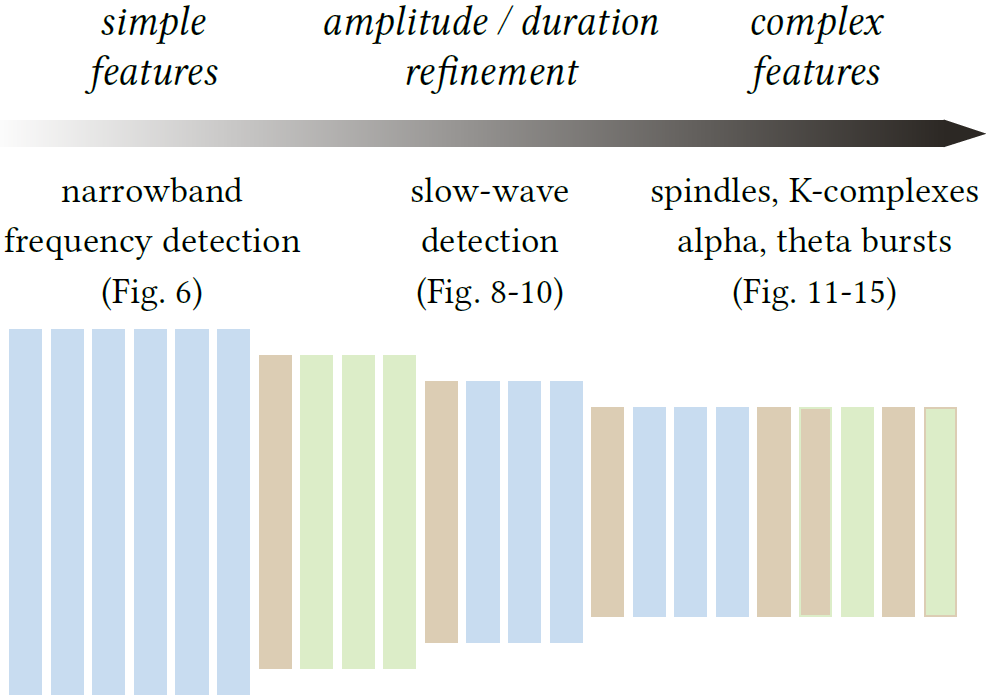 simple
features
amplitude / duration
refinement
complex
features
narrowband
frequency detection
(Fig. 6)
slow-wave
detection
(Fig. 8-10)
spindles, K-complexes
alpha, theta bursts
(Fig. 11-15)